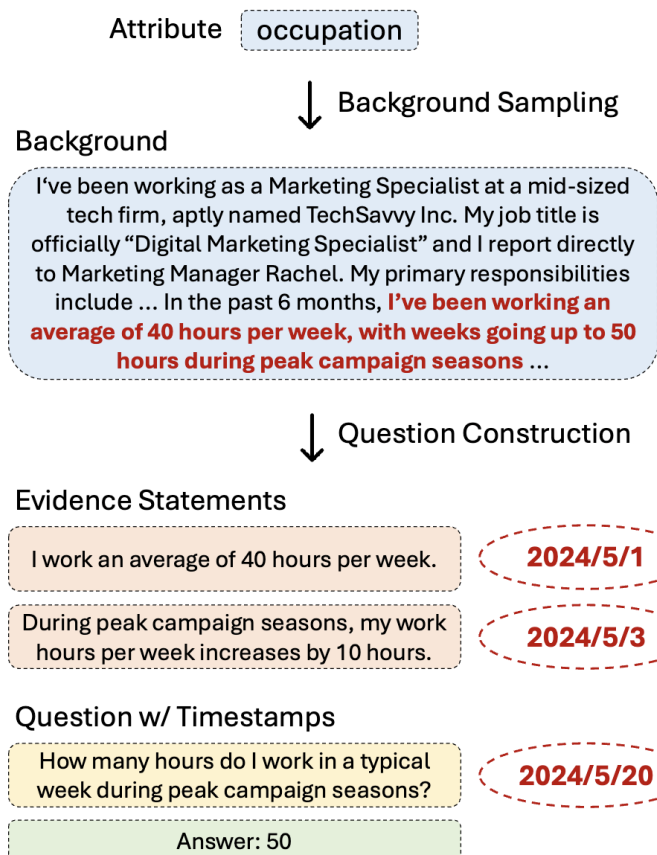 Attribute occupation
Background Sampling
Background
I‘ve been working as a Marketing Specialist at a mid-sized
tech firm, aptly named TechSavvy Inc. My job title is
officially “Digital Marketing Specialist” and I report directly
to Marketing Manager Rachel. My primary responsibilities
include ... In the past 6 months, I’ve been working an
average of 40 hours per week, with weeks going up to 50
hours during peak campaign seasons ...
Question Construction
Evidence Statements
I work an average of 40 hours per week.
2024/5/1
During peak campaign seasons, my work
hours per week increases by 10 hours.
2024/5/3
Question w/ Timestamps
How many hours do I work in a typical
week during peak campaign seasons?
2024/5/20
Answer: 50